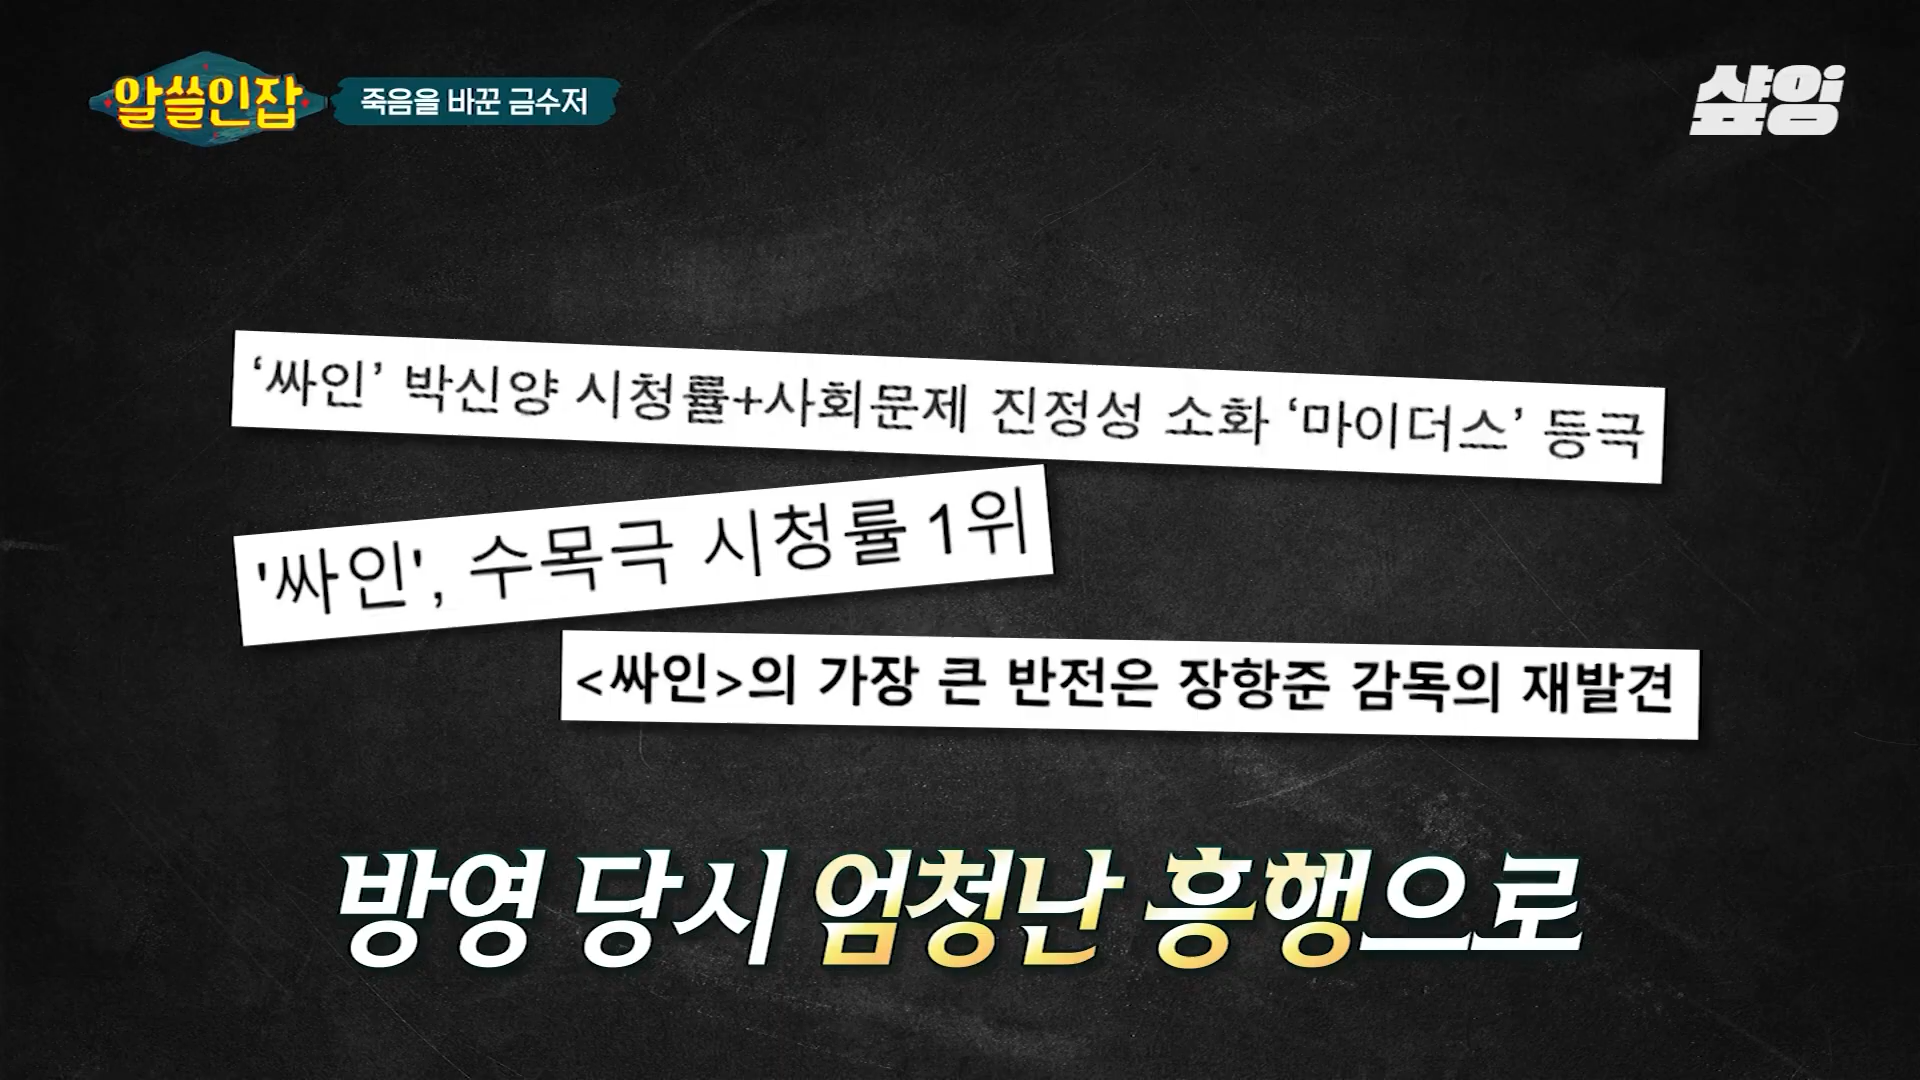 알쓸인잡
죽음을 바꾼 금수저
샾잉
‘싸인’ 박신양 시청률+사회문제 진정성 소화 ‘마이더스’ 등극
'싸인', 수목극 시청률 1위
<싸인>의 가장 큰 반전은 장항준 감독의 재발견
방영 당시 엄청난 흥행으로